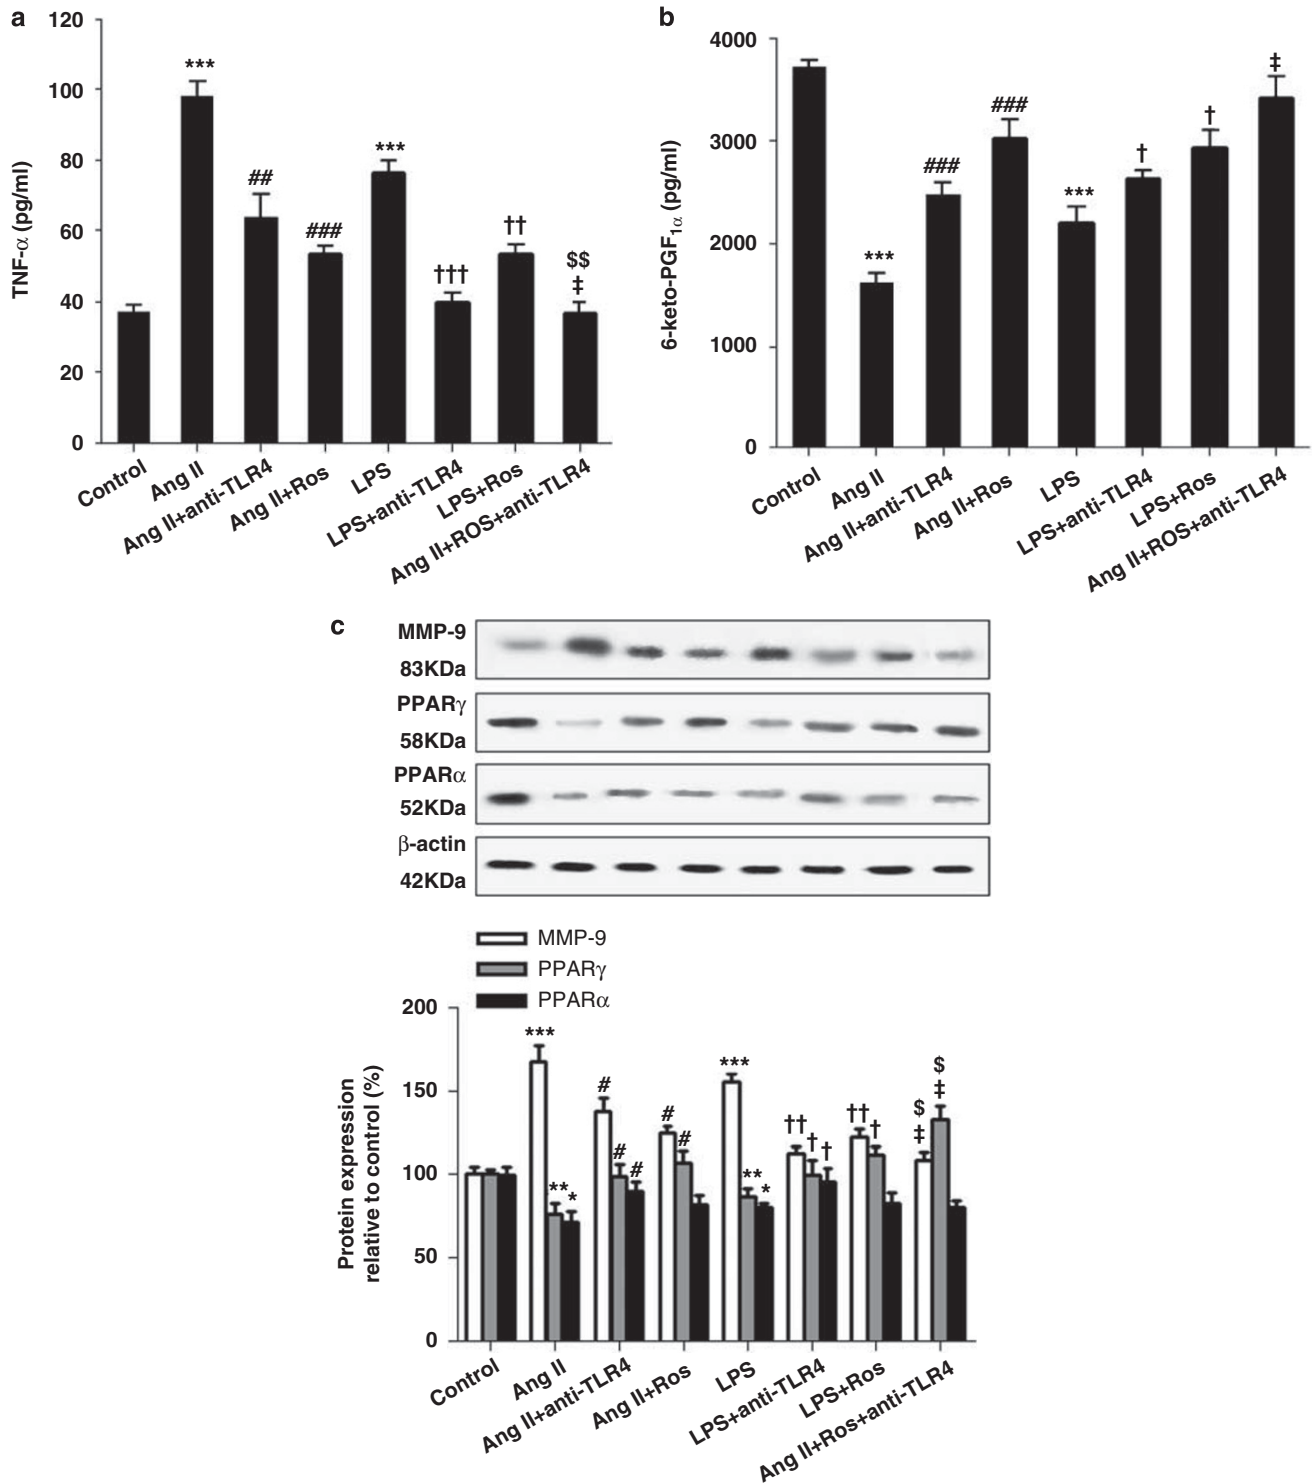 a
120
100
80
60
40
20
0
TNF-α (pg/ml)
***
##
###
***
†††
††
$$
‡
Control
Ang II
Ang II+anti-TLR4
Ang II+Ros
LPS
LPS+anti-TLR4
LPS+Ros
Ang II+ROS+anti-TLR4
b
4000
3000
2000
1000
0
6-keto-PGF1α (pg/ml)
***
###
###
***
†
†
‡
Control
Ang II
Ang II+anti-TLR4
Ang II+Ros
LPS
LPS+anti-TLR4
LPS+Ros
Ang II+ROS+anti-TLR4
c
MMP-9
83KDa
PPARγ
58KDa
PPARα
52KDa
β-actin
42KDa
MMP-9
PPARγ
PPARα
200
150
100
50
0
Protein expression
relative to control (%)
***
**
*
#
#
#
#
#
***
**
*
††
†
†
††
†
$
‡
$
‡
Control
Ang II
Ang II+anti-TLR4
Ang II+Ros
LPS
LPS+anti-TLR4
LPS+Ros
Ang II+Ros+anti-TLR4